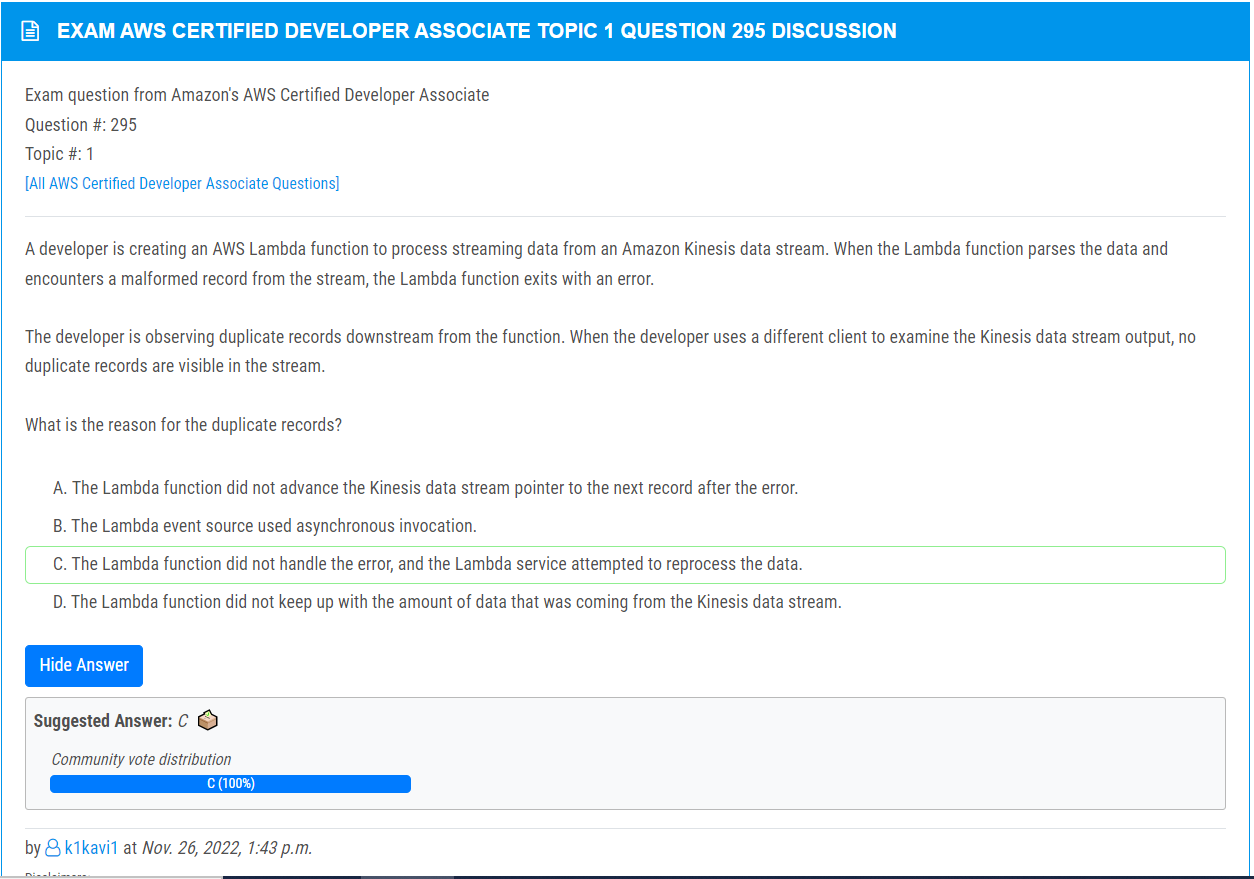 EXAM AWS CERTIFIED DEVELOPER ASSOCIATE TOPIC 1 QUESTION 295 DISCUSSION
Exam question from Amazon's AWS Certified Developer Associate
Question #: 295
Topic #: 1
[All AWS Certified Developer Associate Questions]
A developer is creating an AWS Lambda function to process streaming data from an Amazon Kinesis data stream. When the Lambda function parses the data and
encounters a malformed record from the stream, the Lambda function exits with an error.
The developer is observing duplicate records downstream from the function. When the developer uses a different client to examine the Kinesis data stream output, no
duplicate records are visible in the stream.
What is the reason for the duplicate records?
A. The Lambda function did not advance the Kinesis data stream pointer to the next record after the error.
B. The Lambda event source used asynchronous invocation.
C. The Lambda function did not handle the error, and the Lambda service attempted to reprocess the data.
D. The Lambda function did not keep up with the amount of data that was coming from the Kinesis data stream.
Hide Answer
Suggested Answer: C
Community vote distribution
C (100%)
by k1kavi1 at Nov. 26, 2022, 1:43 p.m.